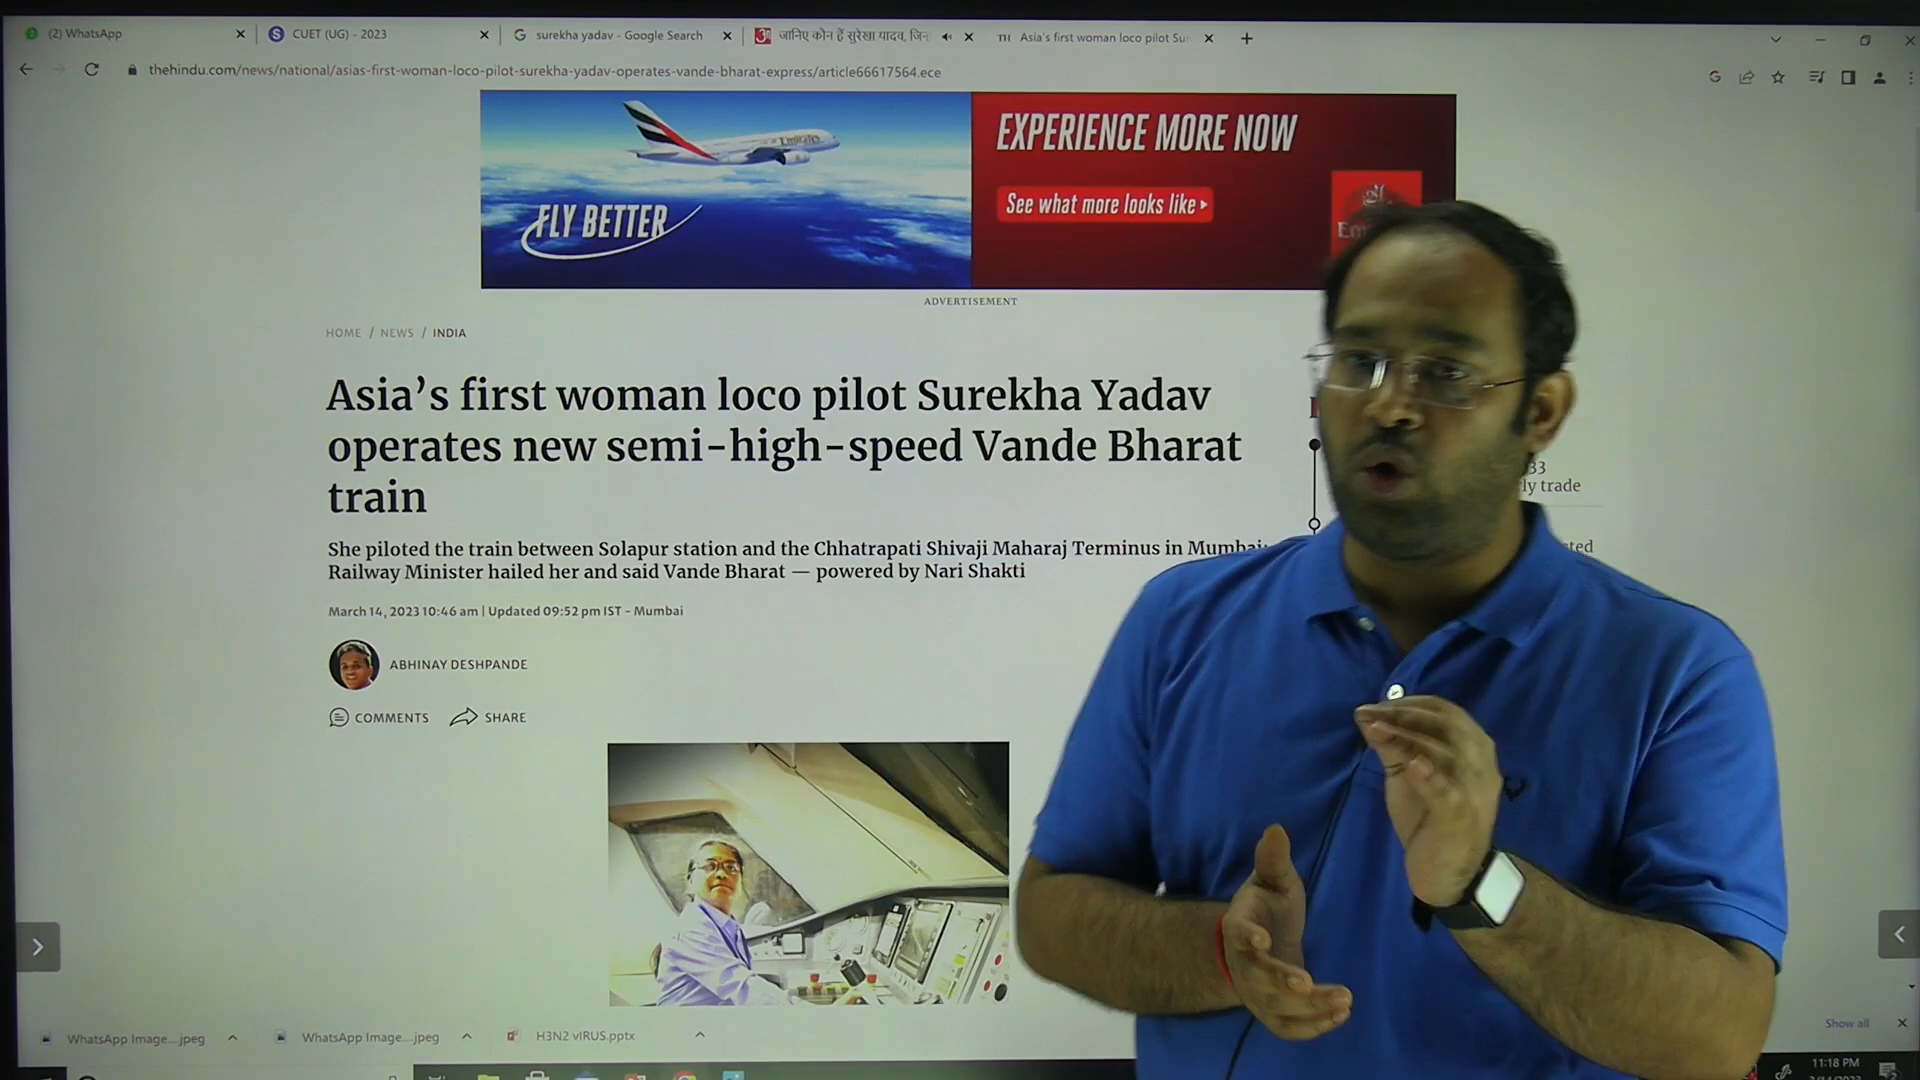 (2) WhatsApp
CUET (UG) - 2023
surekha yadav - Google Search
जानिए कौन हैं सुरेखा यादव, जिन
TH Asia's first woman loco pilot Sur
thehindu.com/news/national/asias-first-woman-loco-pilot-surekha-yadav-operates-vande-bharat-express/article66617564.ece
Emirates
FLY BETTER
EXPERIENCE MORE NOW
See what more looks like
ADVERTISEMENT
HOME / NEWS / INDIA
Asia's first woman loco pilot Surekha Yadav
operates new semi-high-speed Vande Bharat
train
She piloted the train between Solapur station and the Chhatrapati Shivaji Maharaj Terminus in Mumbai;
Railway Minister hailed her and said Vande Bharat — powered by Nari Shakti
March 14, 2023 10:46 am | Updated 09:52 pm IST - Mumbai
ABHINAY DESHPANDE
COMMENTS
SHARE
33
ly trade
ted
WhatsApp Image....jpeg
WhatsApp Image....jpeg
H3N2 vIRUS.pptx
Show all
11:18 PM